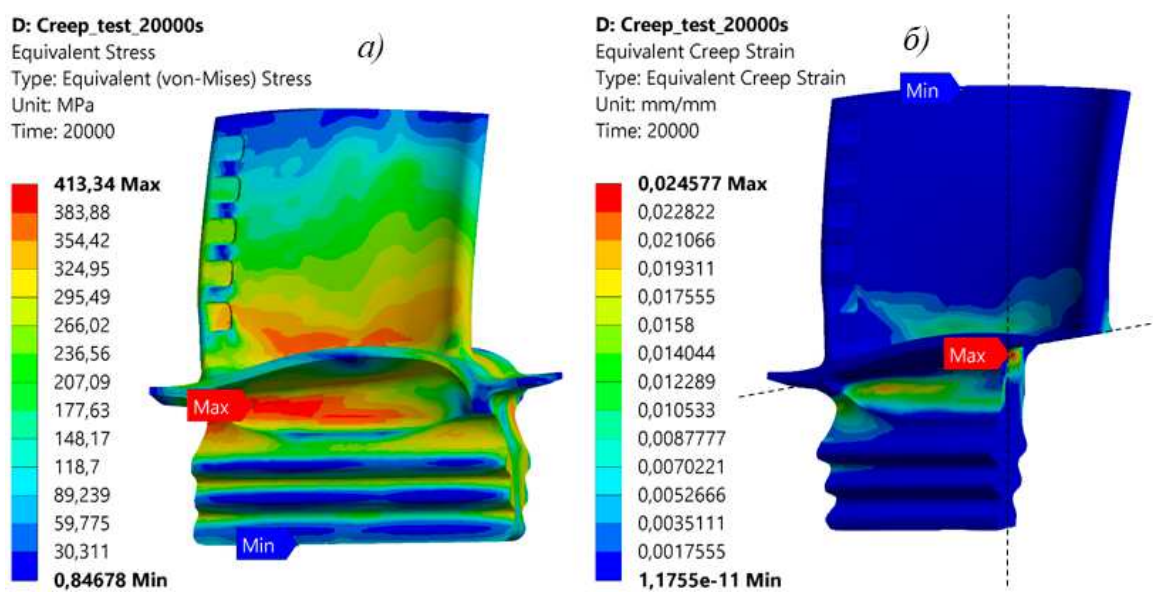 D: Creep_test_20000s
Equivalent Stress
Type: Equivalent (von-Mises) Stress
Unit: MPa
Time: 20000
а)
413,34 Max
383,88
354,42
324,95
295,49
266,02
236,56
207,09
177,63
148,17
118,7
89,239
59,775
30,311
0,84678 Min
Max
Min
D: Creep_test_20000s
Equivalent Creep Strain
Type: Equivalent Creep Strain
Unit: mm/mm
Time: 20000
б)
0,024577 Max
0,022822
0,021066
0,019311
0,017555
0,0158
0,014044
0,012289
0,010533
0,0087777
0,0070221
0,0052666
0,0035111
0,0017555
1,1755e-11 Min
Min
Max